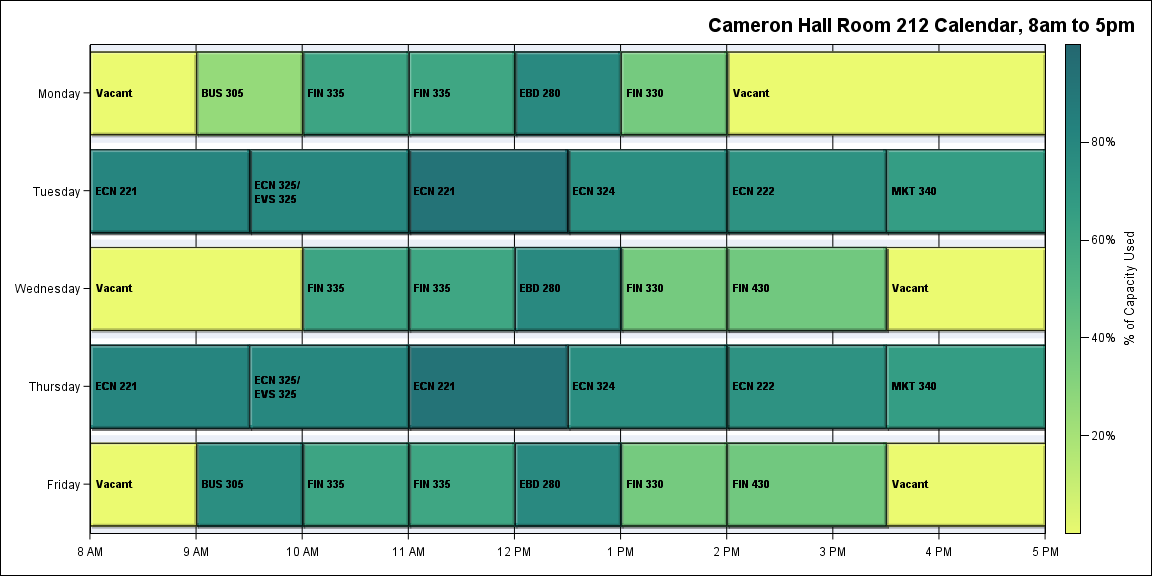 Cameron Hall Room 212 Calendar, 8am to 5pm
Monday
Vacant
BUS 305
FIN 335
FIN 335
EBD 280
FIN 330
Vacant
Tuesday
ECN 221
ECN 325/
EVS 325
ECN 221
ECN 324
ECN 222
MKT 340
Wednesday
Vacant
FIN 335
FIN 335
EBD 280
FIN 330
FIN 430
Vacant
Thursday
ECN 221
ECN 325/
EVS 325
ECN 221
ECN 324
ECN 222
MKT 340
Friday
Vacant
BUS 305
FIN 335
FIN 335
EBD 280
FIN 330
FIN 430
Vacant
8 AM
9 AM
10 AM
11 AM
12 PM
1 PM
2 PM
3 PM
4 PM
5 PM
80%
60%
40%
20%
% of Capacity Used